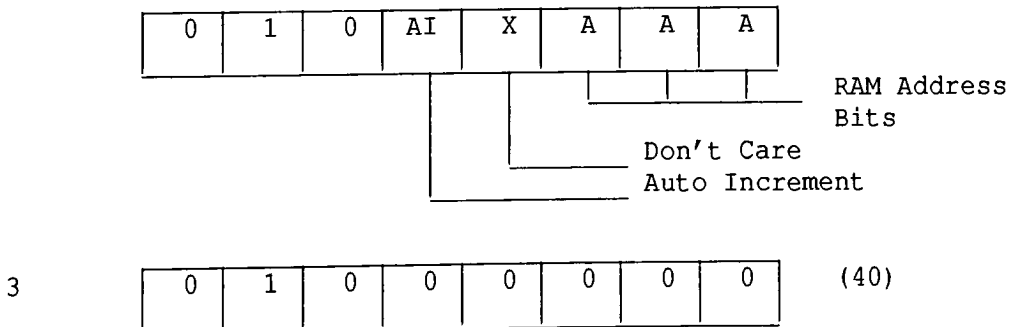 0 1 0 AI X A A A
RAM Address
Bits
Don't Care
Auto Increment
3 0 1 0 0 0 0 0 0 (40)